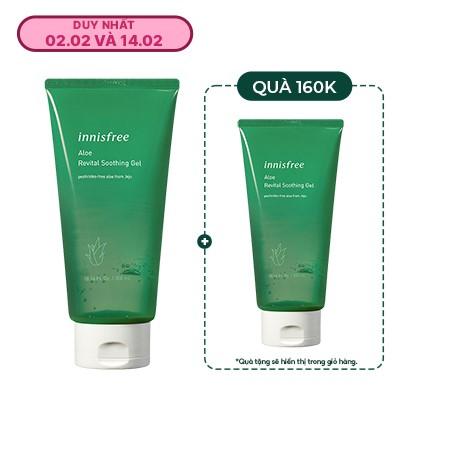 DUY NHẤT
02.02 VÀ 14.02
QUÀ 160K
innisfree
Aloe
Revital Soothing Gel
pesticides-free aloe from Jeju
innisfree
Aloe
Revital Soothing Gel
pesticides-free aloe from Jeju
+
*Quà tặng sẽ hiển thị trong giỏ hàng.